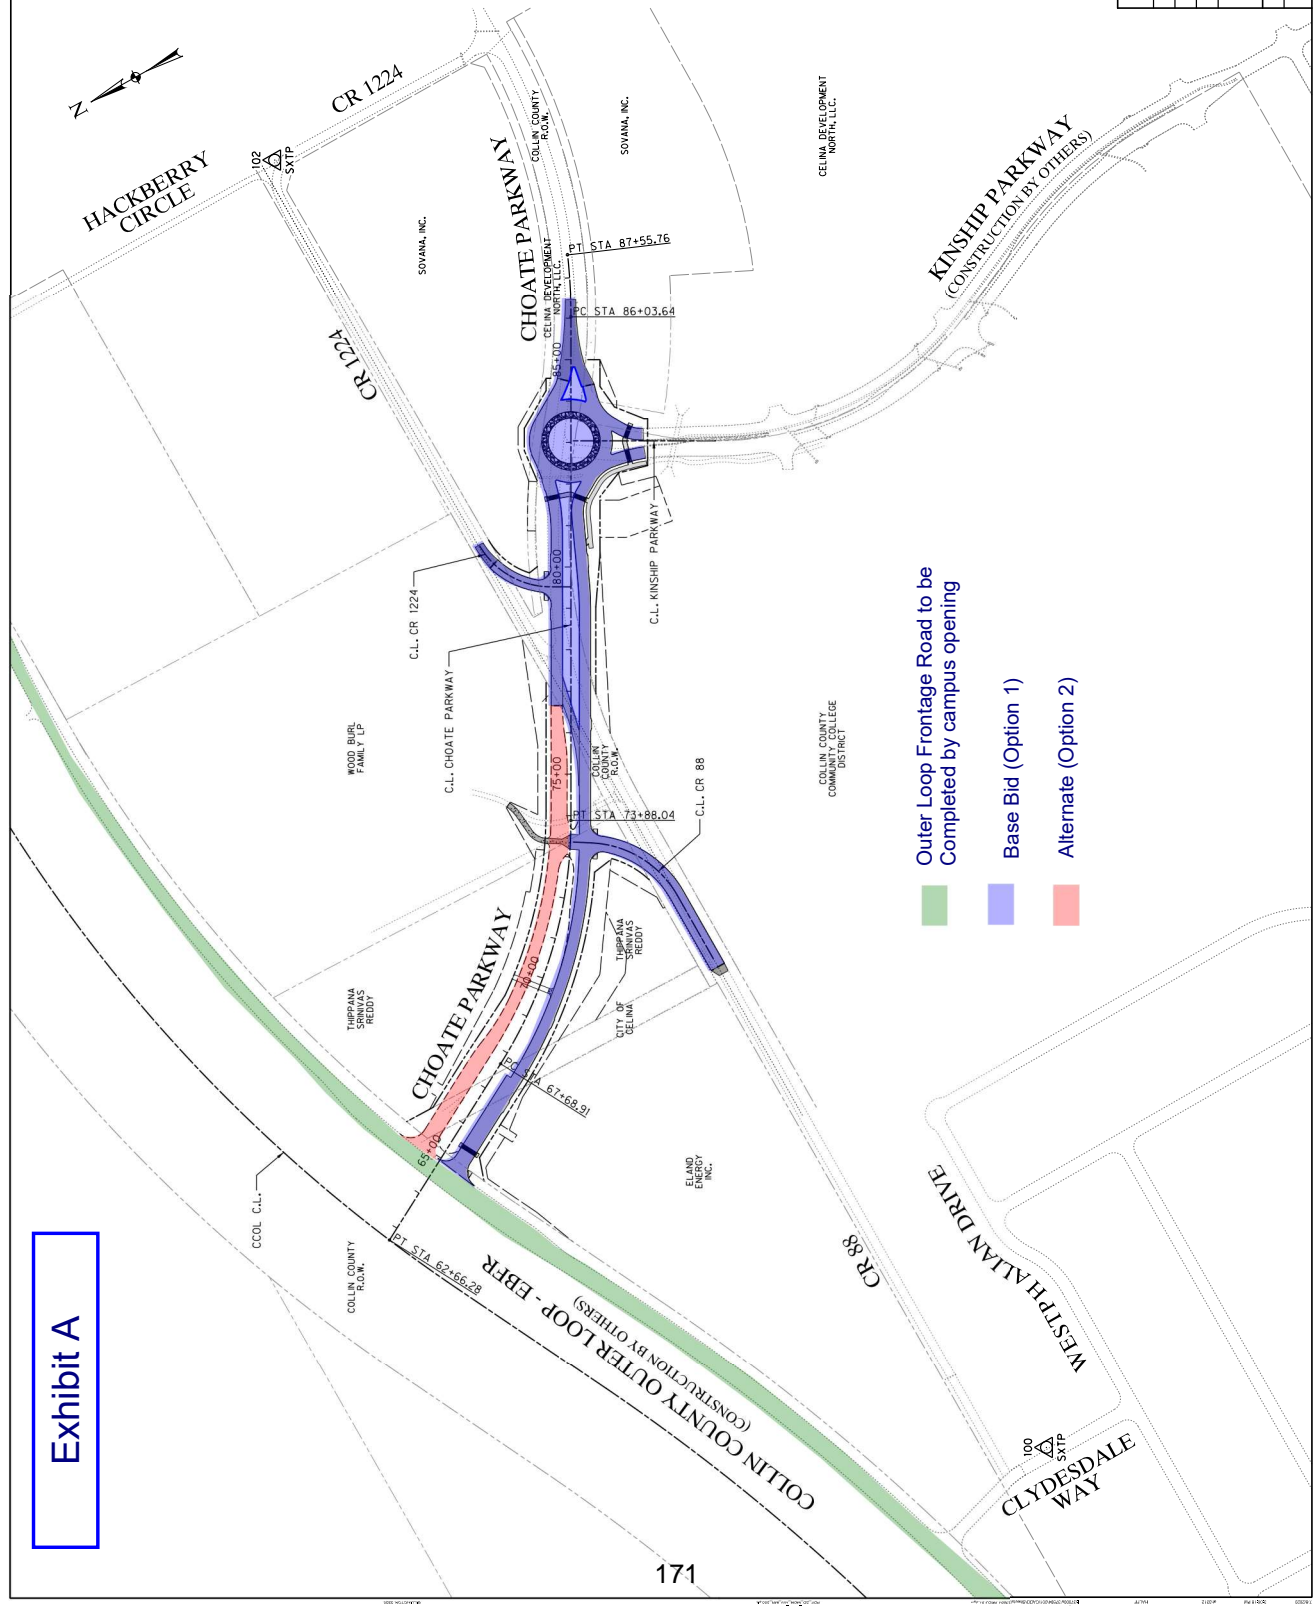 Exhibit A
N
HACKBERRY
CIRCLE
102
SXTP
CR 1224
CR 1224
SOVANA, INC.
CHOATE PARKWAY
COLLIN COUNTY
R.O.W.
SOVANA, INC.
CELINA DEVELOPMENT
NORTH, LLC.
CELINA DEVELOPMENT
NORTH, LLC.
PT STA 87+55.76
PC STA 86+03.64
85+00
KINSHIP PARKWAY
(CONSTRUCTION BY OTHERS)
C.L. KINSHIP PARKWAY
80+00
C.L. CR 1224
C.L. CHOATE PARKWAY
WOOD BURL
FAMILY LP
75+00
COLLIN
COUNTY
R.O.W.
PT STA 73+88.04
C.L. CR 88
COLLIN COUNTY
COMMUNITY COLLEGE
DISTRICT
Outer Loop Frontage Road to be
Completed by campus opening
Base Bid (Option 1)
Alternate (Option 2)
THIPPANA
SRINIVAS
REDDY
CHOATE PARKWAY
70+00
THIPPANA
SRINIVAS
REDDY
CITY OF
CELINA
PC STA 67+68.91
65+00
ELAND
ENERGY
INC.
CCOL C.L.
COLLIN COUNTY
R.O.W.
PT STA 62+66.28
COLLIN COUNTY OUTER LOOP - EBFR
(CONSTRUCTION BY OTHERS)
CR 88
WESTPHALIAN DRIVE
100
SXTP
CLYDESDALE
WAY
171